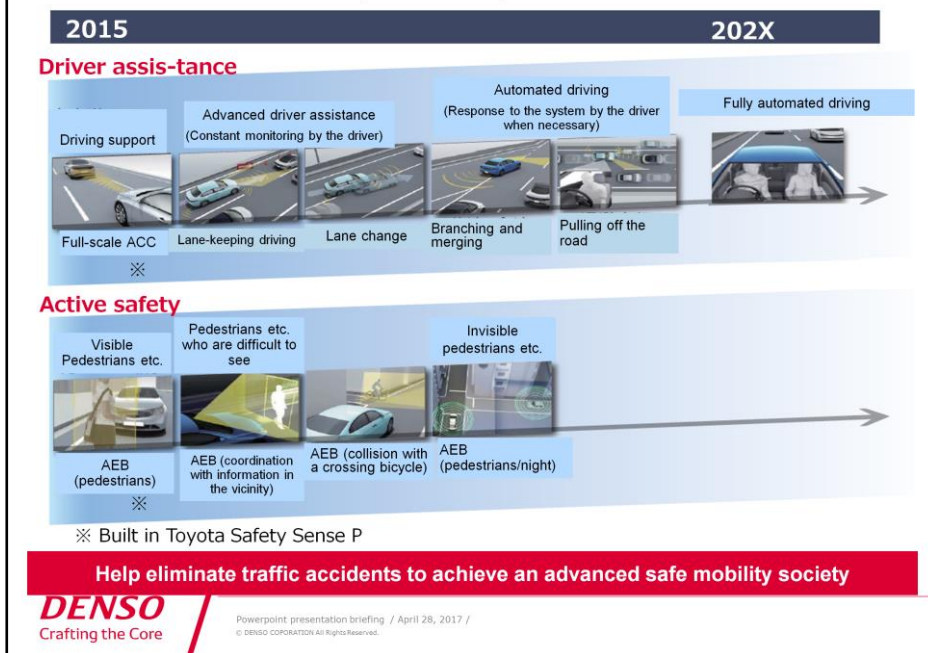 2015
202X
Driver assis-tance
Driving support
Advanced driver assistance
(Constant monitoring by the driver)
Automated driving
(Response to the system by the driver
when necessary)
Fully automated driving
Full-scale ACC
Lane-keeping driving
Lane change
Branching and
merging
Pulling off the
road
※
Active safety
Visible
Pedestrians etc.
Pedestrians etc.
who are difficult to
see
Invisible
pedestrians etc.
AEB
(pedestrians)
AEB (coordination
with information in
the vicinity)
AEB (collision with
a crossing bicycle)
AEB
(pedestrians/night)
※
※ Built in Toyota Safety Sense P
Help eliminate traffic accidents to achieve an advanced safe mobility society
DENSO
Crafting the Core
Powerpoint presentation briefing / April 28, 2017 /
© DENSO COPORATION All Rights Reserved.